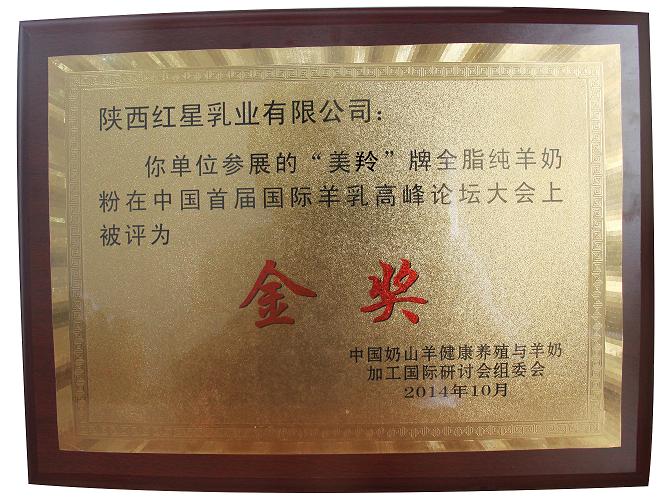 陕西红星乳业有限公司：
你单位参展的“美羚”牌全脂纯羊奶
粉在中国首届国际羊乳高峰论坛大会上
被评为
金奖
中国奶山羊健康养殖与羊奶
加工国际研讨会组委会
2014年10月